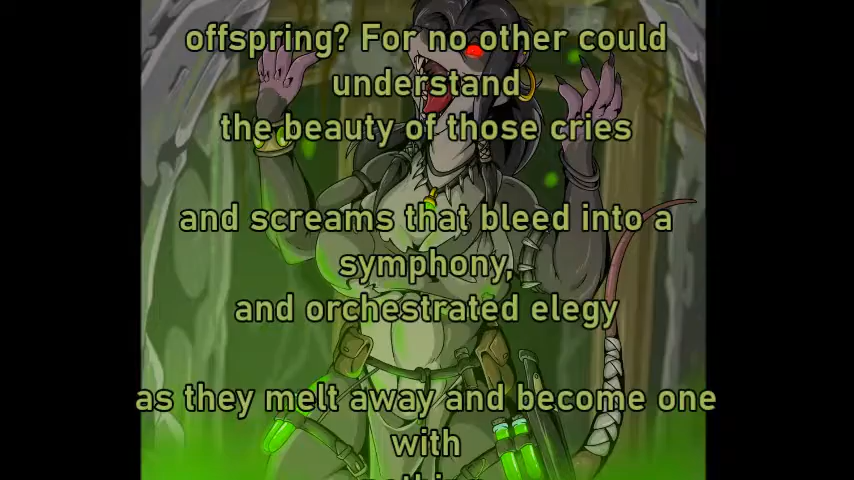 offspring? For no other could
understand
the beauty of those cries
and screams that bleed into a
symphony,
and orchestrated elegy
as they melt away and become one
with